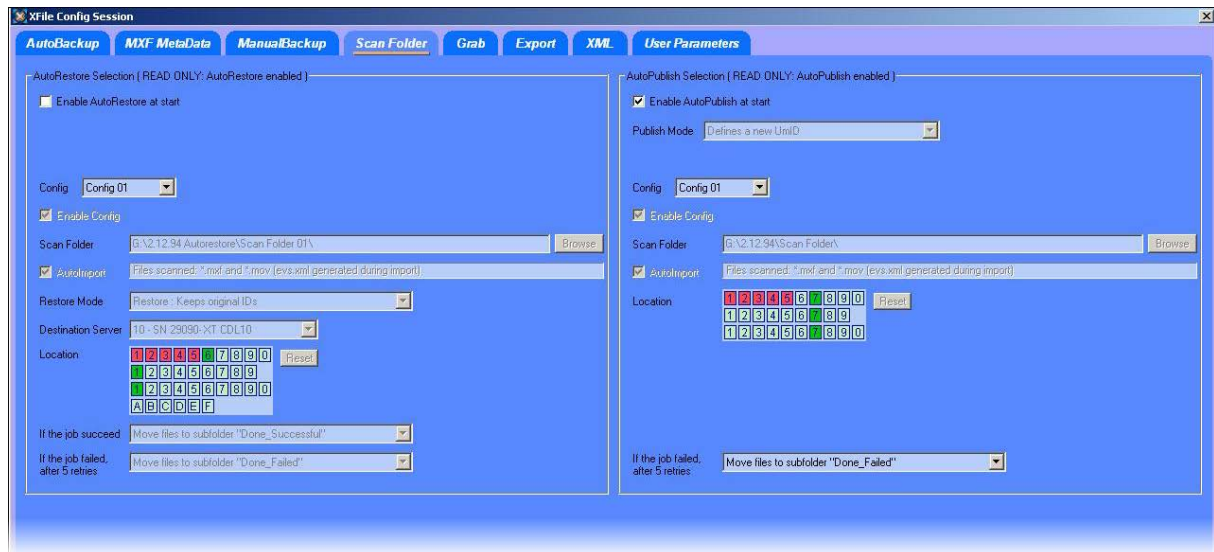 XFile Config Session
AutoBackup MXF MetaData ManualBackup Scan Folder Grab Export XML User Parameters
AutoRestore Selection ( READ ONLY: AutoRestore enabled )
Enable AutoRestore at start
Config Config 01
Enable Config
Scan Folder G:\2.12.94 Autorestore\Scan Folder 01\ Browse
AutoImport Files scanned: *.mxf and *.mov (evs.xml generated during import)
Restore Mode Restore : Keeps original IDs
Destination Server 10 - SN 29090- XT CDL10
Location 1 2 3 4 5 6 7 8 9 0 Reset
1 2 3 4 5 6 7 8 9
1 2 3 4 5 6 7 8 9 0
A B C D E F
If the job succeed Move files to subfolder "Done_Successful"
If the job failed, after 5 retries Move files to subfolder "Done_Failed"
AutoPublish Selection ( READ ONLY: AutoPublish enabled )
Enable AutoPublish at start
Publish Mode Defines a new UmID
Config Config 01
Enable Config
Scan Folder G:\2.12.94\Scan Folder\ Browse
AutoImport Files scanned: *.mxf and *.mov (evs.xml generated during import)
Location 1 2 3 4 5 6 7 8 9 0 Reset
1 2 3 4 5 6 7 8 9
1 2 3 4 5 6 7 8 9 0
If the job failed, after 5 retries Move files to subfolder "Done_Failed"